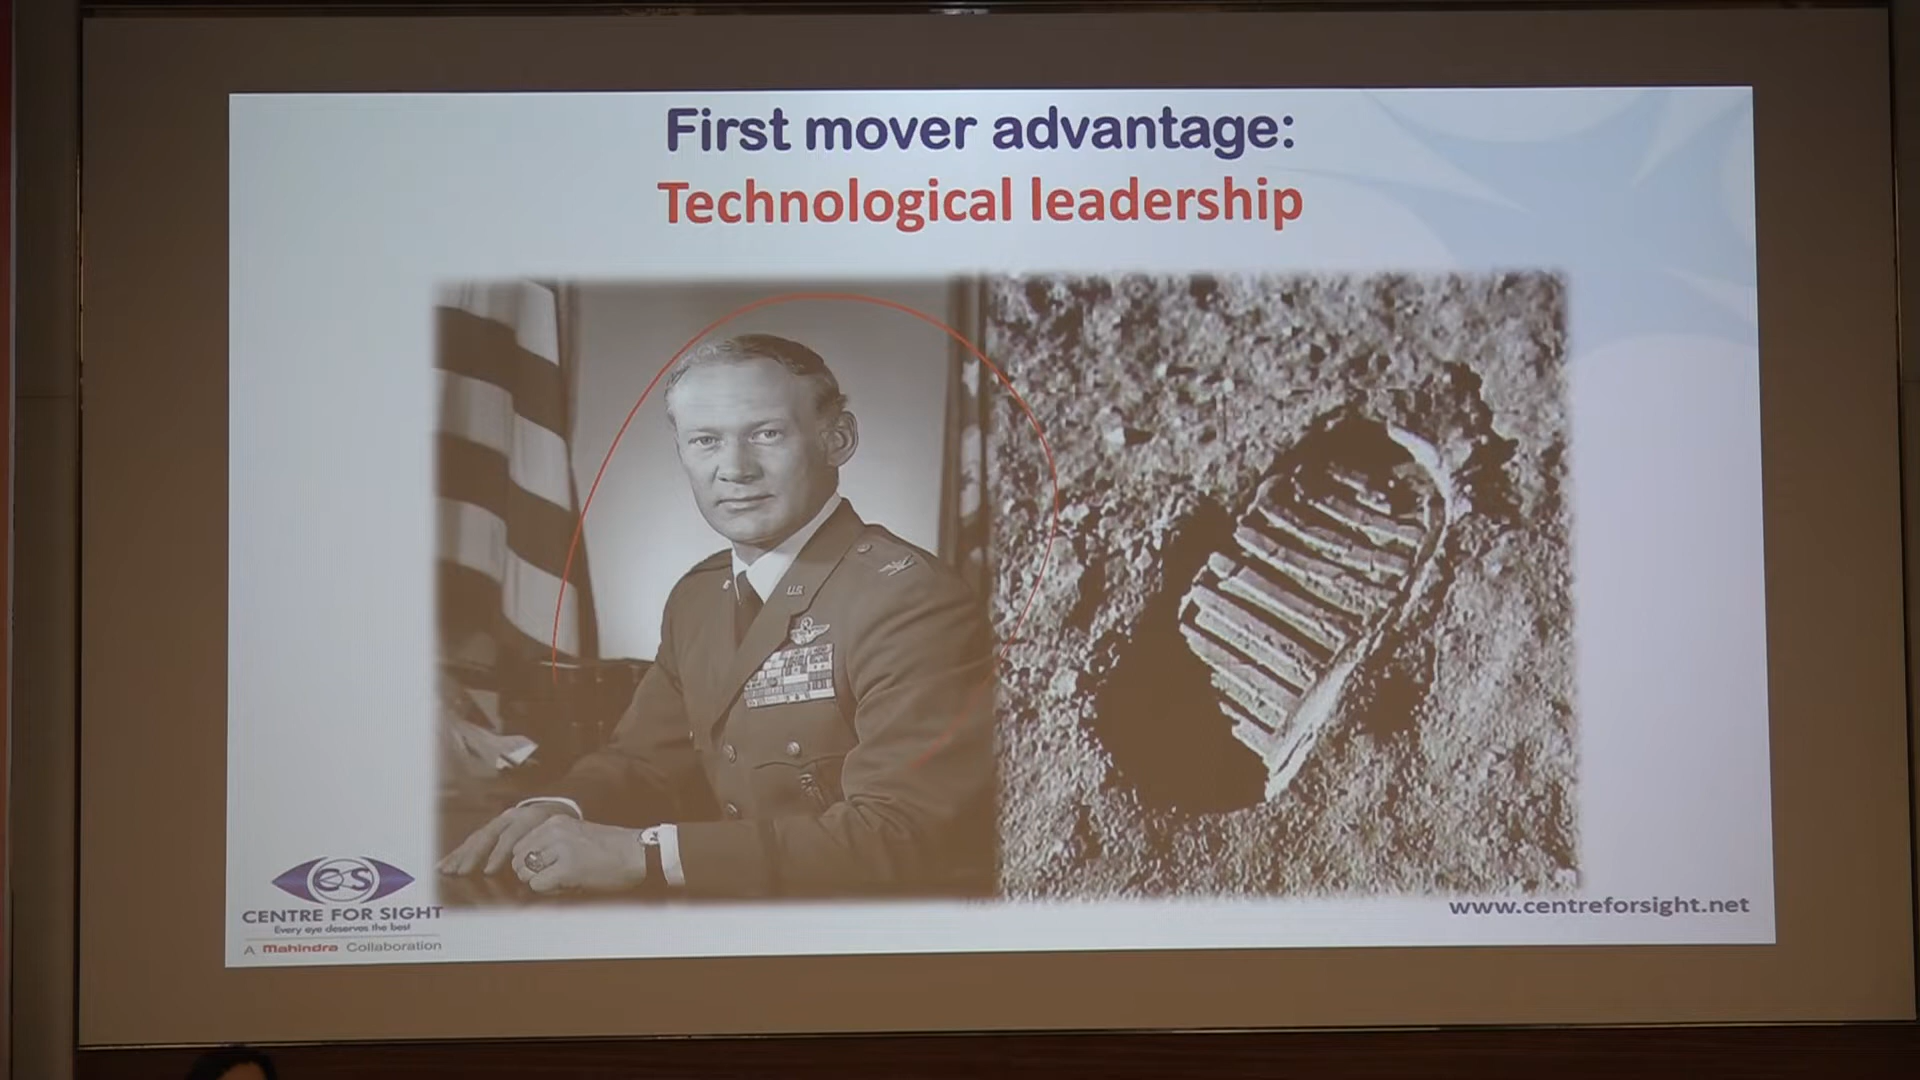 First mover advantage:
Technological leadership
U.S.
CENTRE FOR SIGHT
Every eye deserves the best
A Mahindra Collaboration
www.centreforsight.net